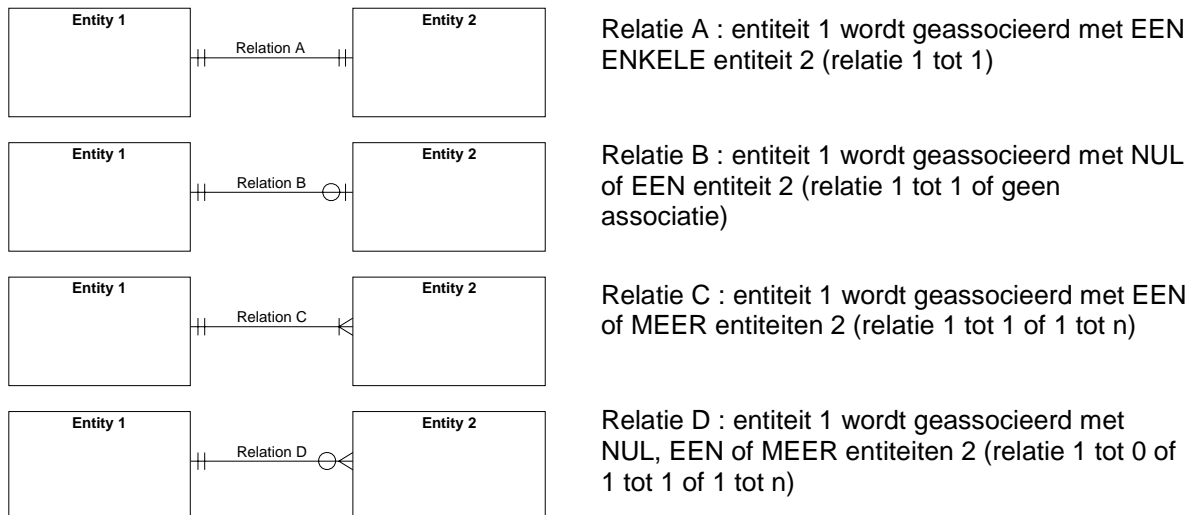 Entity 1
Relation A
Entity 2
Relatie A : entiteit 1 wordt geassocieerd met EEN
ENKELE entiteit 2 (relatie 1 tot 1)
Entity 1
Relation B
Entity 2
Relatie B : entiteit 1 wordt geassocieerd met NUL
of EEN entiteit 2 (relatie 1 tot 1 of geen
associatie)
Entity 1
Relation C
Entity 2
Relatie C : entiteit 1 wordt geassocieerd met EEN
of MEER entiteiten 2 (relatie 1 tot 1 of 1 tot n)
Entity 1
Relation D
Entity 2
Relatie D : entiteit 1 wordt geassocieerd met
NUL, EEN of MEER entiteiten 2 (relatie 1 tot 0 of
1 tot 1 of 1 tot n)